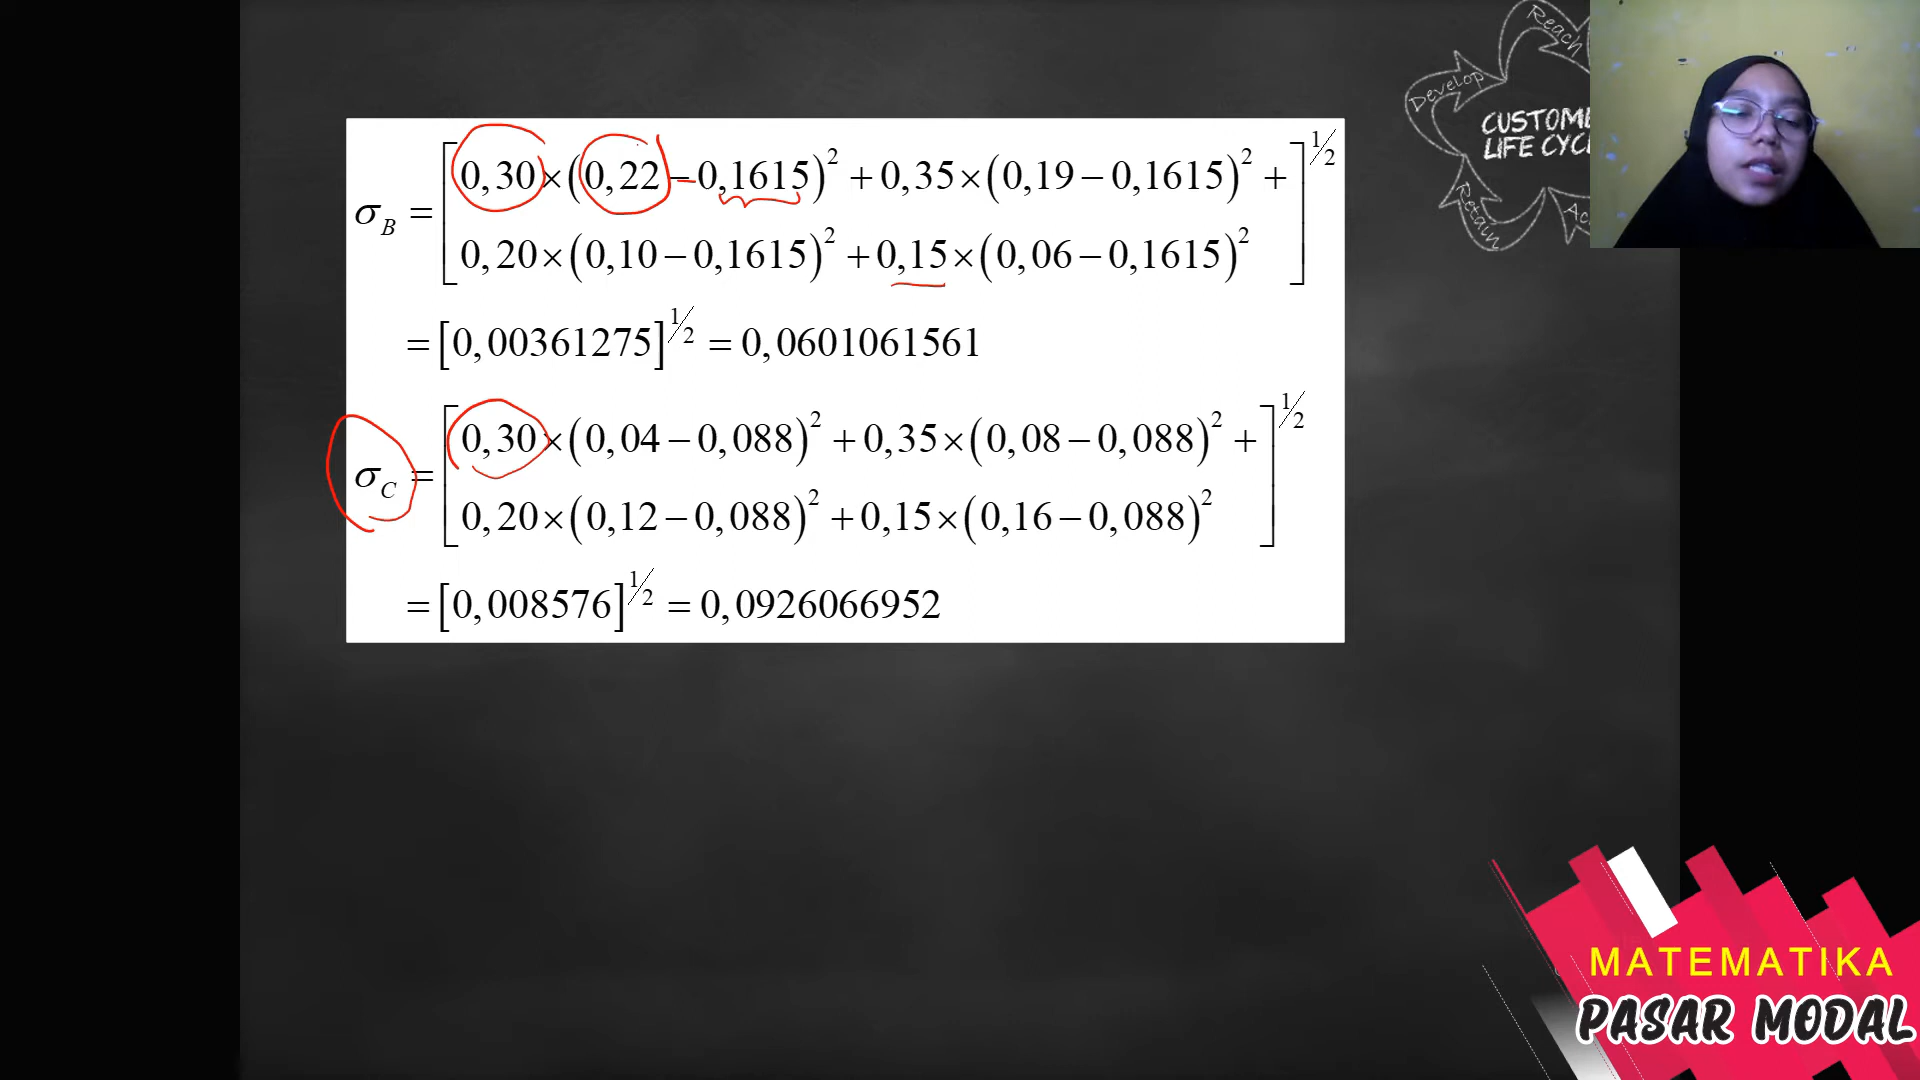 σ_B = [0,30×(0,22−0,1615)² + 0,35×(0,19−0,1615)² +
0,20×(0,10−0,1615)² + 0,15×(0,06−0,1615)²]^½
= [0,00361275]^½ = 0,0601061561
σ_C = [0,30×(0,04−0,088)² + 0,35×(0,08−0,088)² +
0,20×(0,12−0,088)² + 0,15×(0,16−0,088)²]^½
= [0,008576]^½ = 0,0926066952
Reach
Develop
CUSTOME
LIFE CYC
Retain
Ac
MATEMATIKA
PASAR MODAL